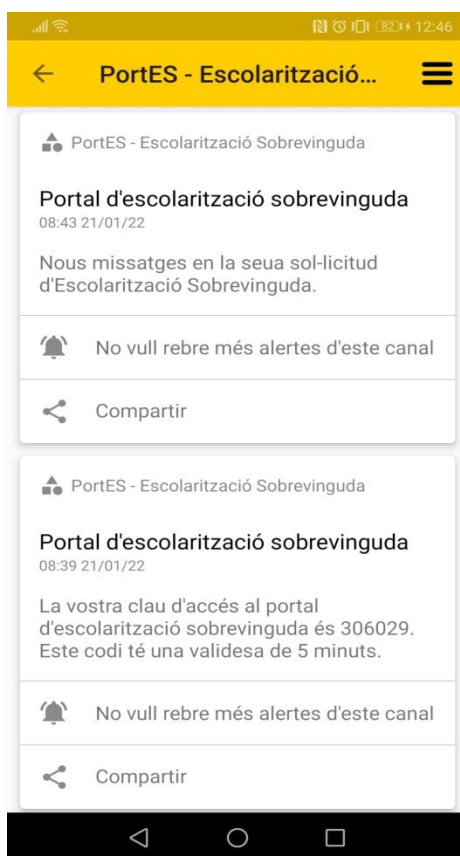 82 12:46
PortES - Escolarització...
PortES - Escolarització Sobrevinguda
Portal d'escolarització sobrevinguda
08:43 21/01/22
Nous missatges en la seua sol-licitud
d'Escolarització Sobrevinguda.
No vull rebre més alertes d'este canal
Compartir
PortES - Escolarització Sobrevinguda
Portal d'escolarització sobrevinguda
08:39 21/01/22
La vostra clau d'accés al portal
d'escolarització sobrevinguda és 306029.
Este codi té una validesa de 5 minuts.
No vull rebre més alertes d'este canal
Compartir